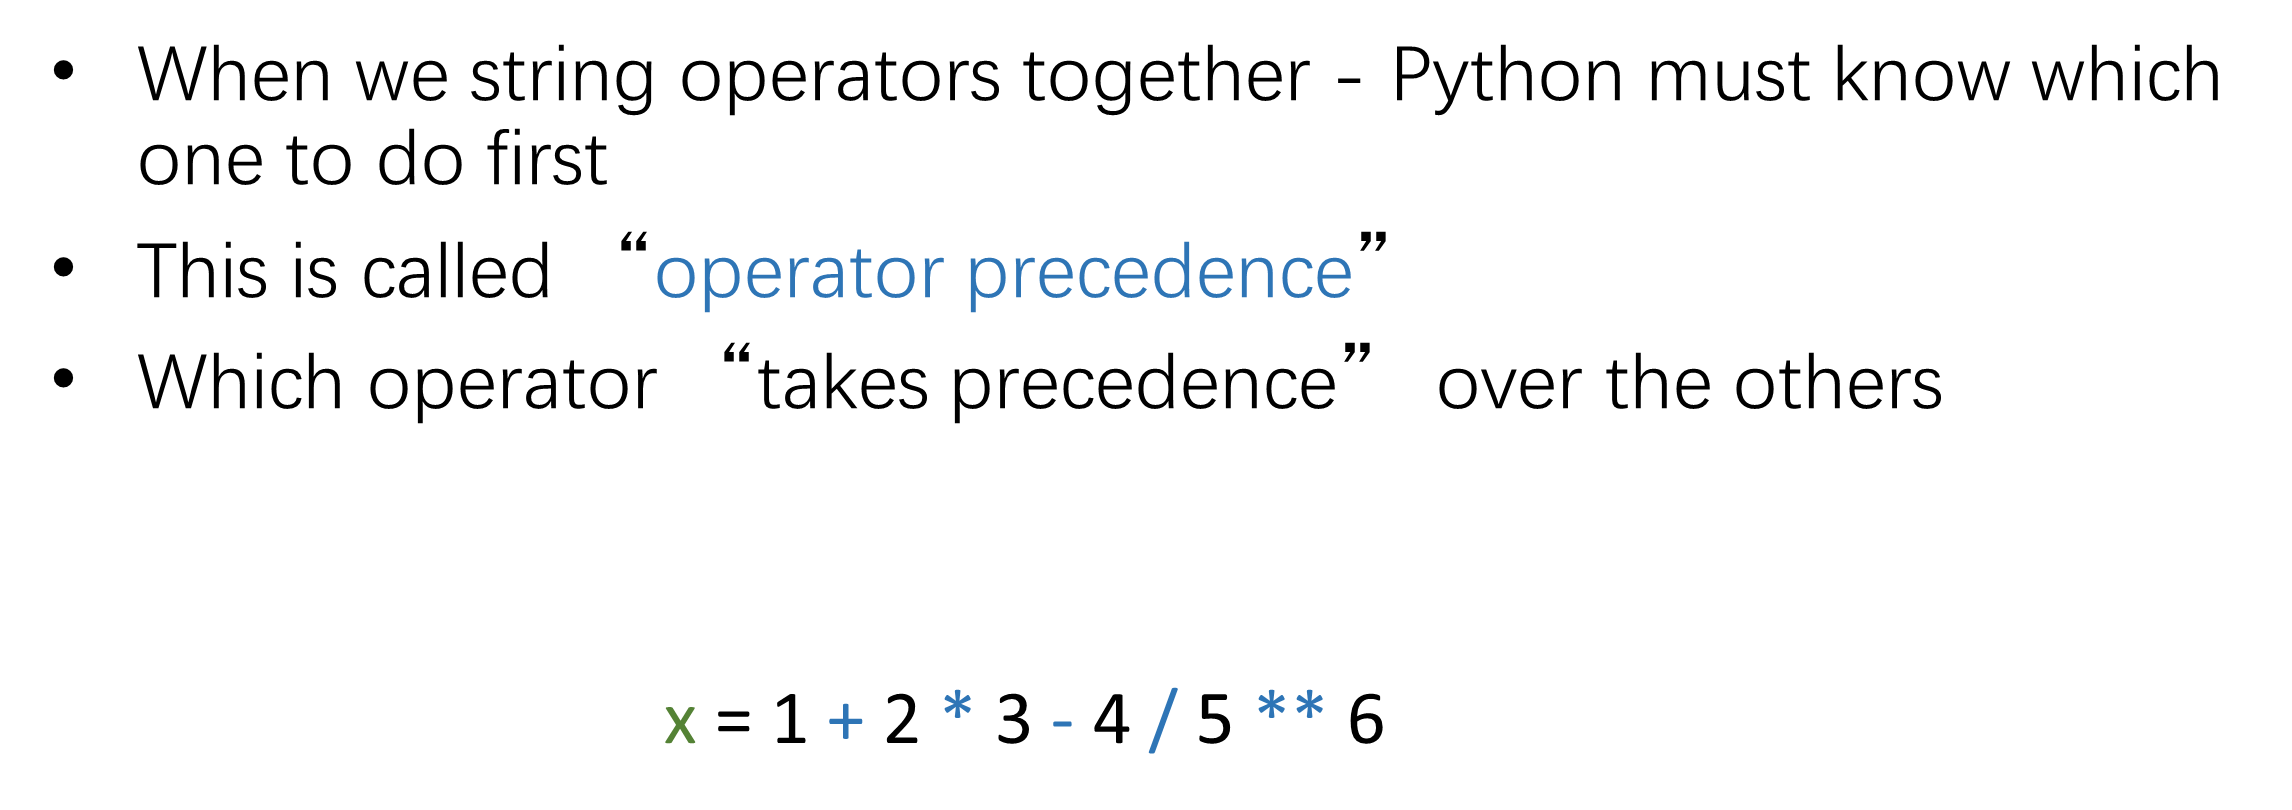 • When we string operators together - Python must know which
one to do first
• This is called “operator precedence”
• Which operator “takes precedence” over the others
x = 1 + 2 * 3 - 4 / 5 ** 6